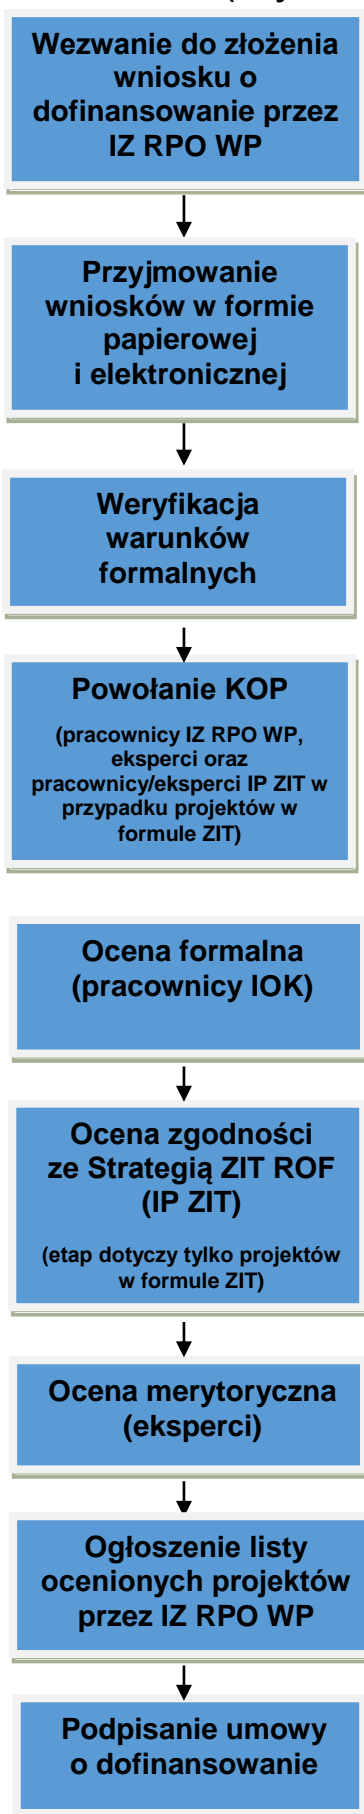 Wezwanie do złożenia
wniosku o
dofinansowanie przez
IZ RPO WP
Przyjmowanie
wniosków w formie
papierowej
i elektronicznej
Weryfikacja
warunków
formalnych
Powołanie KOP
(pracownicy IZ RPO WP,
eksperci oraz
pracownicy/eksperci IP ZIT w
przypadku projektów w
formule ZIT)
Ocena formalna
(pracownicy IOK)
Ocena zgodności
ze Strategią ZIT ROF
(IP ZIT)
(etap dotyczy tylko projektów
w formule ZIT)
Ocena merytoryczna
(eksperci)
Ogłoszenie listy
ocenionych projektów
przez IZ RPO WP
Podpisanie umowy
o dofinansowanie